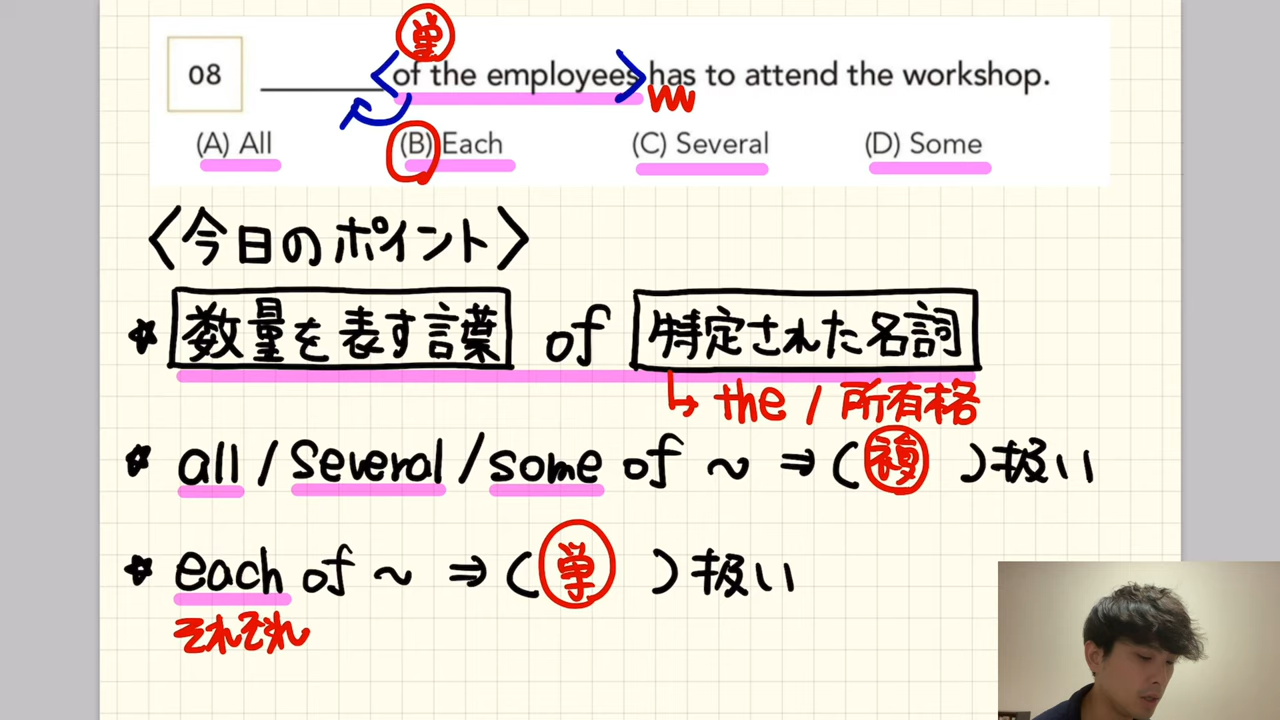 単
08 ______ of the employees has to attend the workshop.
(A) All (B) Each (C) Several (D) Some
〈今日のポイント〉
* 数量を表す言葉 of 特定された名詞
↳ the / 所有格
* all / several / some of ~ ⇒ (複)扱い
* each of ~ ⇒ (単)扱い
それぞれ